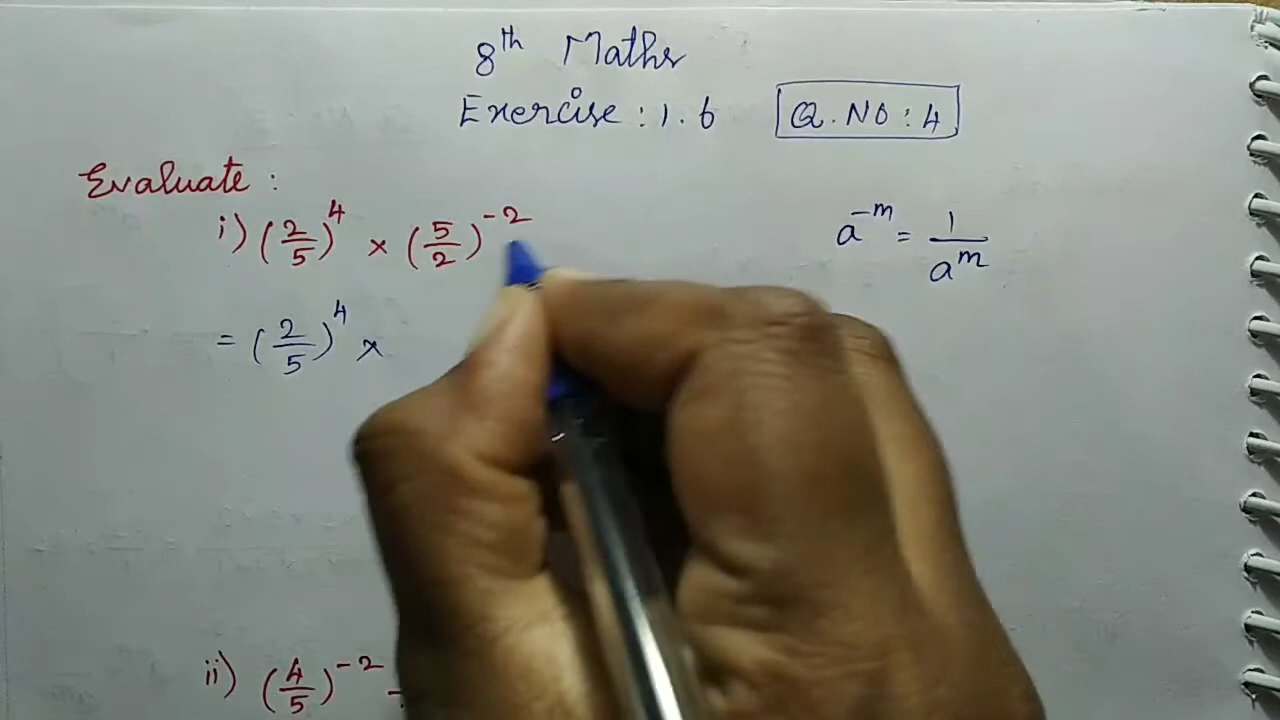 8th Maths
Exercise : 1.6 Q. No : 4
Evaluate :
i) (2/5)^4 × (5/2)^-2
a^-m = 1/a^m
= (2/5)^4 ×
ii) (4/5)^-2